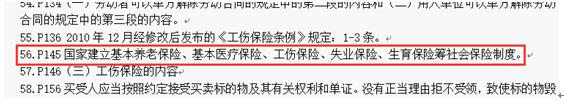 54.P134（一）劳动者可以单方解除劳动合同的规定中的第二段的内容和（二）用人单位可以单方解除劳动
合同的规定中的第三段的内容。
55.P136 2010 年 12 月经修改后发布的《工伤保险条例》规定：1-3 条。
56.P145 国家建立基本养老保险、基本医疗保险、工伤保险、失业保险、生育保险等社会保险制度。
57.P146（三）工伤保险的内容
58.P156 买受人应当按照约定接受买卖标的物及其有关权利和单证。没有正当理由拒不受领，致使标的物毁